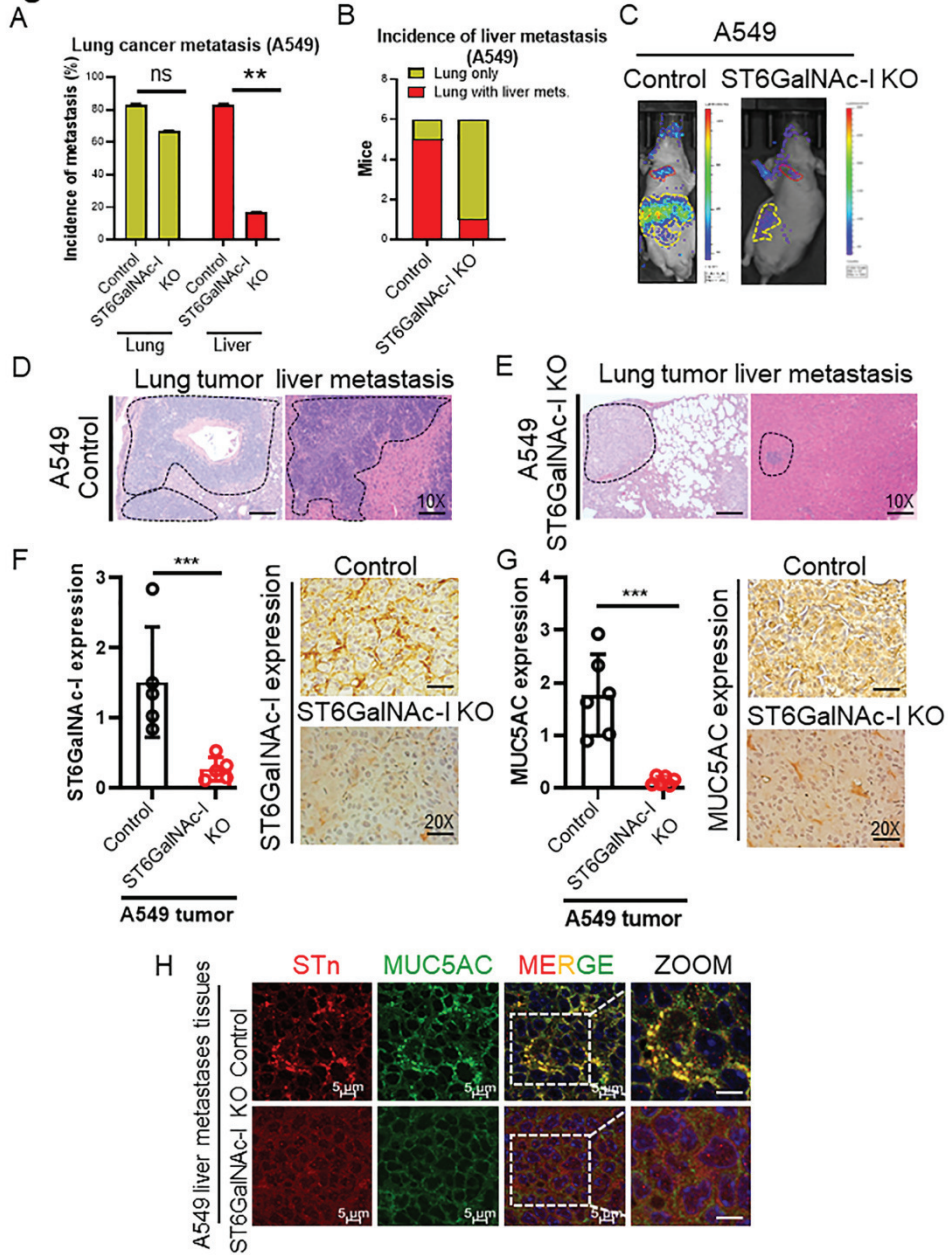 A
Lung cancer metatasis (A549)
Incidence of metastasis (%)
100
80
60
40
20
0
ns
**
Control
ST6GalNAc-I
KO
Control
ST6GalNAc-I
KO
Lung
Liver
B
Incidence of liver metastasis
(A549)
Lung only
Lung with liver mets.
Mice
8
6
4
2
0
Control
ST6GalNAc-I KO
C
A549
Control
ST6GalNAc-I KO
D
Lung tumor
liver metastasis
A549
Control
10X
E
Lung tumor liver metastasis
A549
ST6GalNAc-I KO
10X
F
ST6GalNAc-I expression
3
2
1
0
***
Control
ST6GalNAc-I
KO
A549 tumor
ST6GalNAc-I expression
Control
ST6GalNAc-I KO
20X
G
MUC5AC expression
4
3
2
1
0
***
Control
ST6GalNAc-I
KO
A549 tumor
MUC5AC expression
Control
ST6GalNAc-I KO
20X
H
STn
MUC5AC
MERGE
ZOOM
A549 liver metastases tissues
ST6GalNAc-I KO
Control
5 µm
5 µm
5 µm
5 µm
5 µm
5 µm